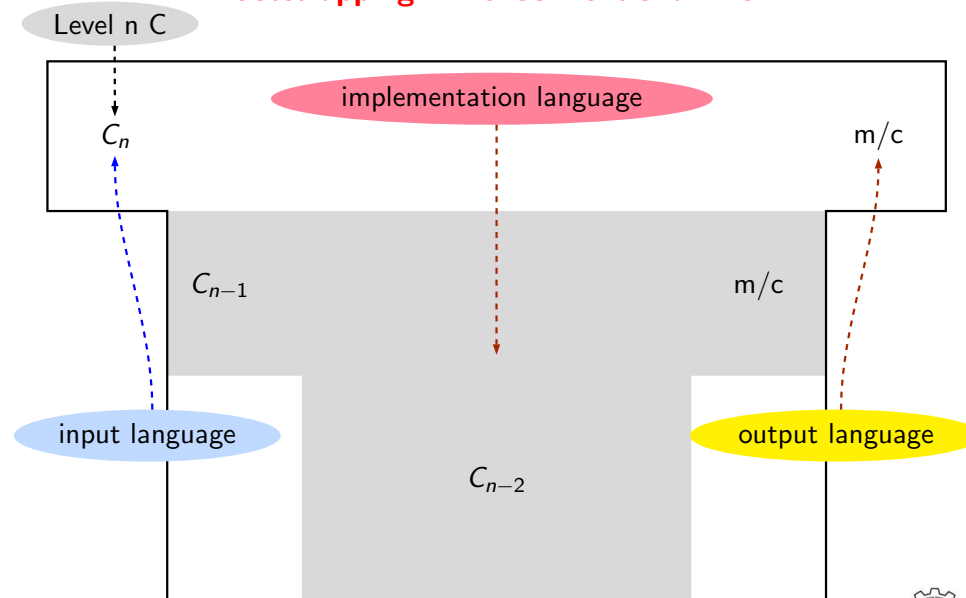 Level n C
implementation language
Cₙ m/c
Cₙ₋₁ m/c
input language output language
Cₙ₋₂